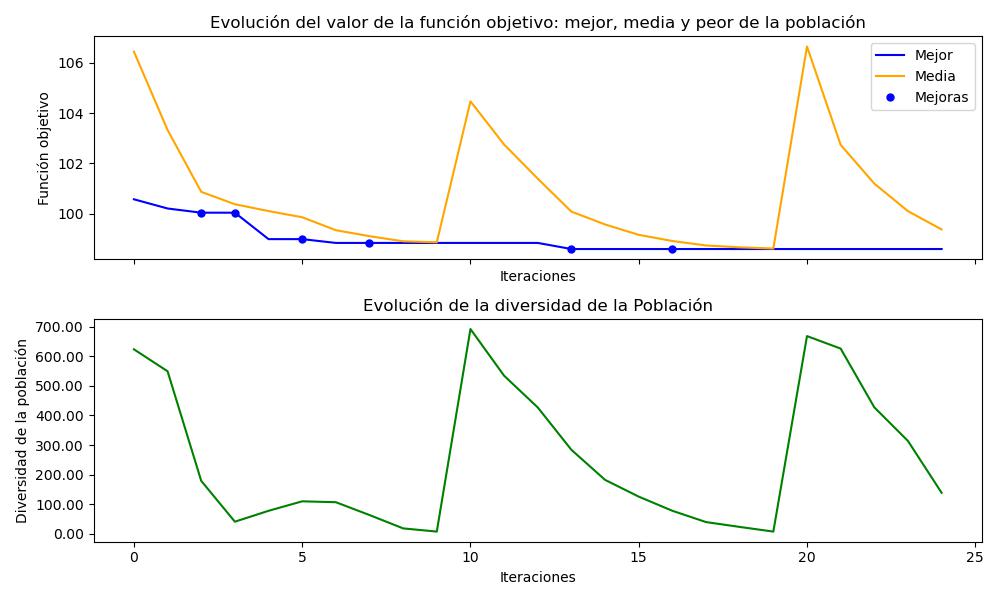 Evolución del valor de la función objetivo: mejor, media y peor de la población
Función objetivo
106
104
102
100
Mejor
Media
Mejoras
Iteraciones
Evolución de la diversidad de la Población
Diversidad de la población
700.00
600.00
500.00
400.00
300.00
200.00
100.00
0.00
0 5 10 15 20 25
Iteraciones